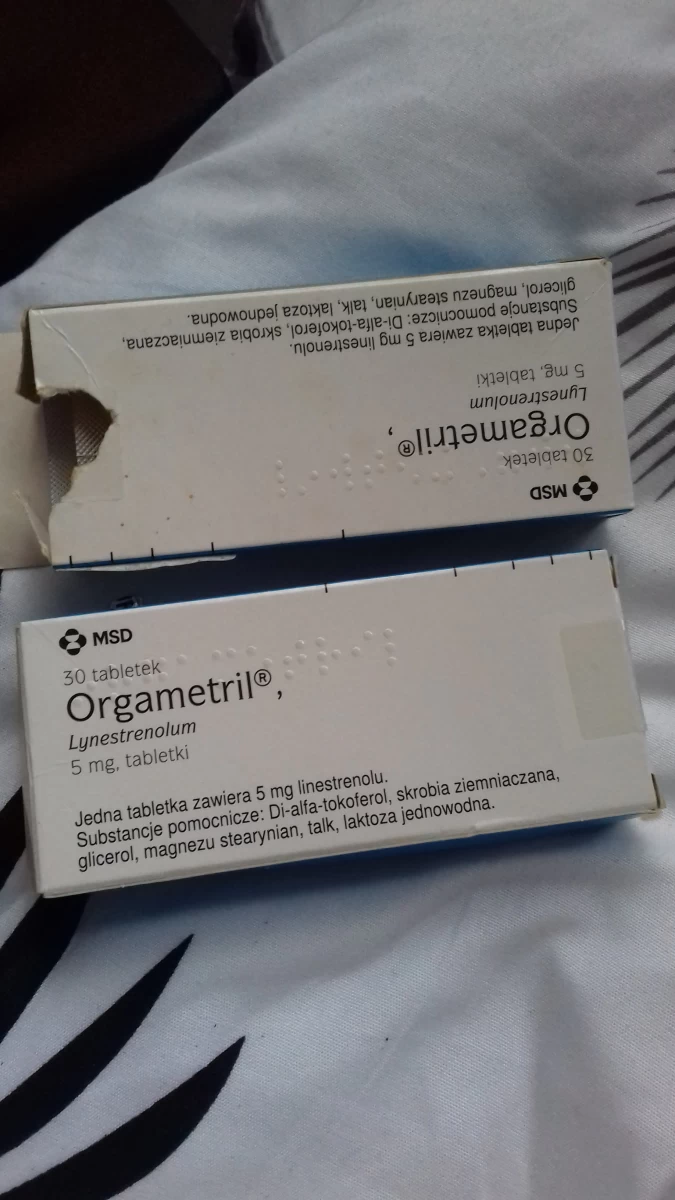 Jedna tabletka zawiera 5 mg linestrenolu.
Substancje pomocnicze: Di-alfa-tokoferol, skrobia ziemniaczana,
glicerol, magnezu stearynian, talk, laktoza jednowodna.
5 mg, tabletki
Lynestrenolum
Orgametril®,
30 tabletek
MSD
MSD
30 tabletek
Orgametril®,
Lynestrenolum
5 mg, tabletki
Jedna tabletka zawiera 5 mg linestrenolu.
Substancje pomocnicze: Di-alfa-tokoferol, skrobia ziemniaczana,
glicerol, magnezu stearynian, talk, laktoza jednowodna.